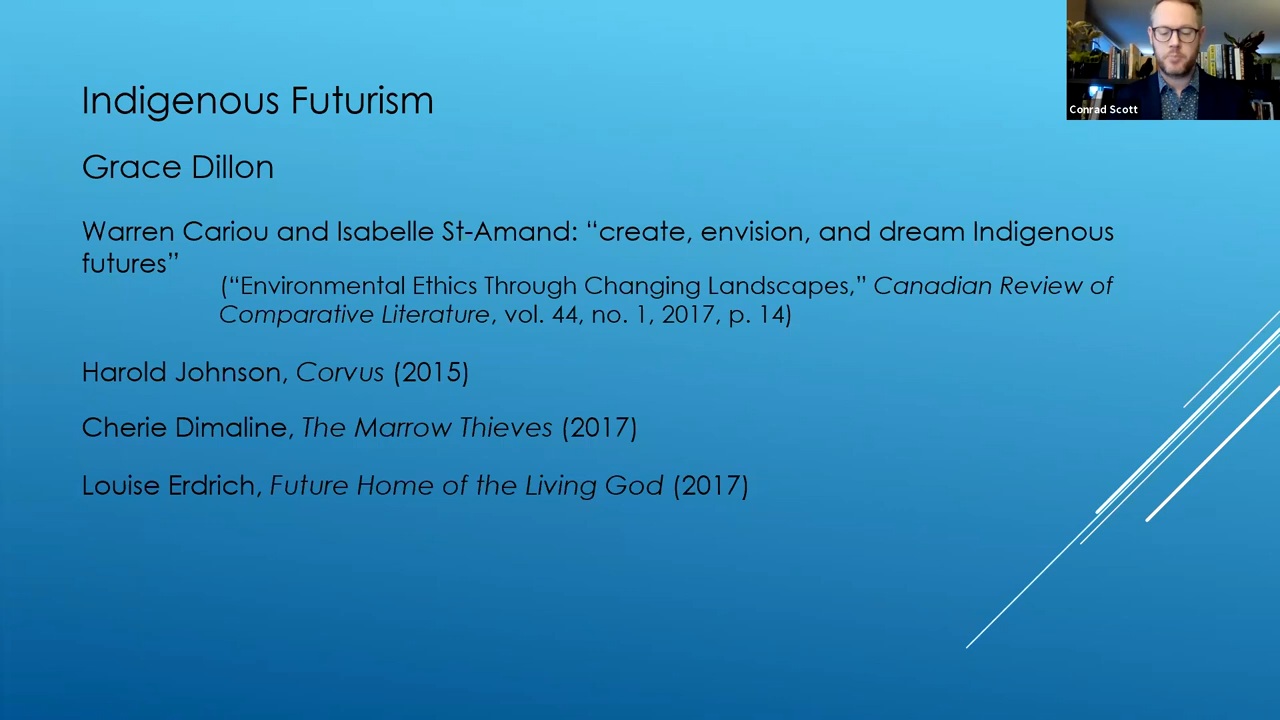 Indigenous Futurism
Conrad Scott
Grace Dillon
Warren Cariou and Isabelle St-Amand: “create, envision, and dream Indigenous
futures”
(“Environmental Ethics Through Changing Landscapes,” Canadian Review of
Comparative Literature, vol. 44, no. 1, 2017, p. 14)
Harold Johnson, Corvus (2015)
Cherie Dimaline, The Marrow Thieves (2017)
Louise Erdrich, Future Home of the Living God (2017)